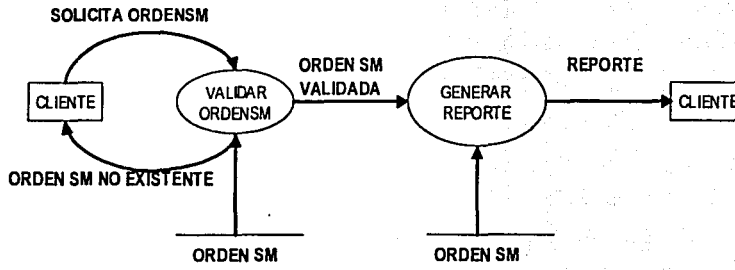 SOLICITA ORDENSM
CLIENTE
VALIDAR
ORDENSM
ORDEN SM
VALIDADA
GENERAR
REPORTE
REPORTE
CLIENTE
ORDEN SM NO EXISTENTE
ORDEN SM
ORDEN SM